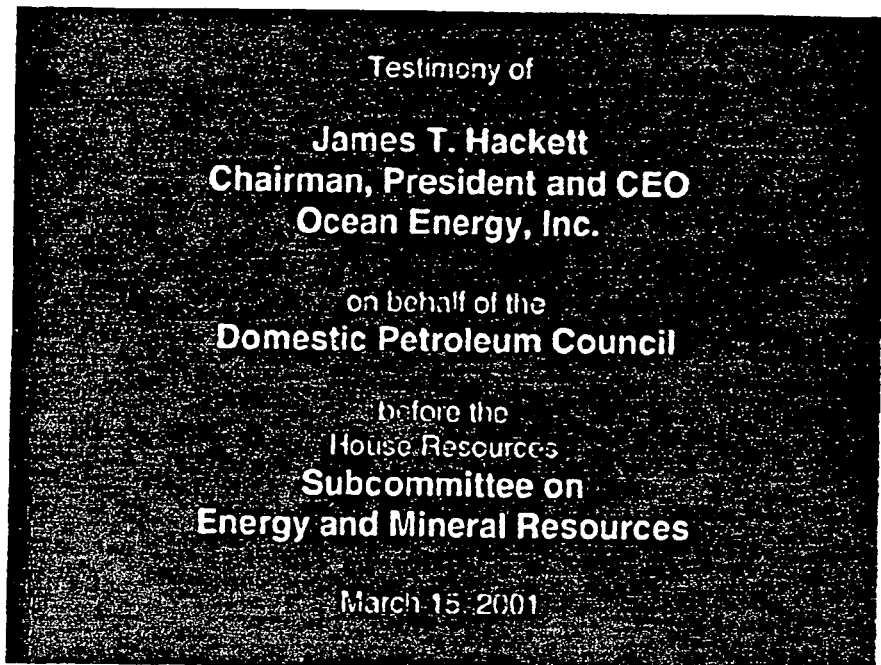 Testimony of
James T. Hackett
Chairman, President and CEO
Ocean Energy, Inc.
on behalf of the
Domestic Petroleum Council
before the
House Resources
Subcommittee on
Energy and Mineral Resources
March 15, 2001